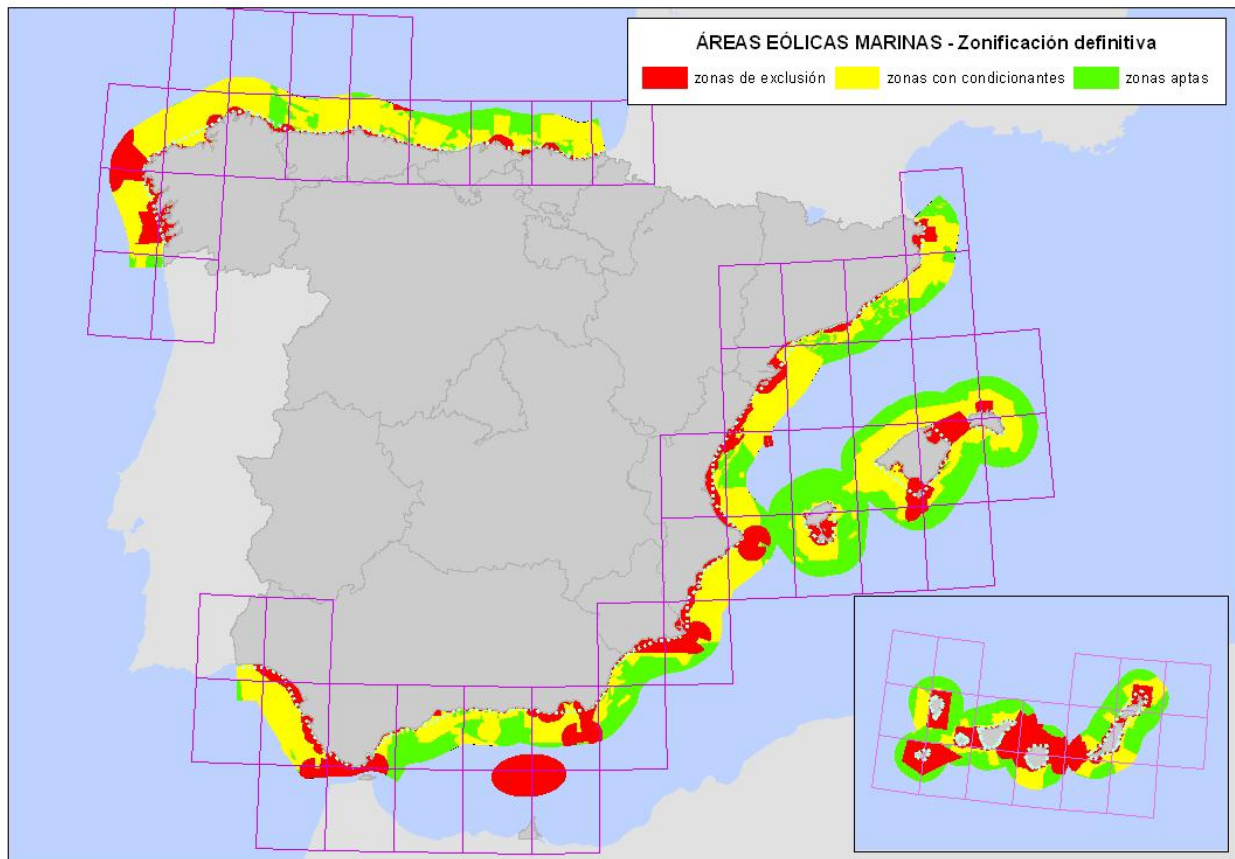 ÁREAS EÓLICAS MARINAS - Zonificación definitiva
zonas de exclusión zonas con condicionantes zonas aptas